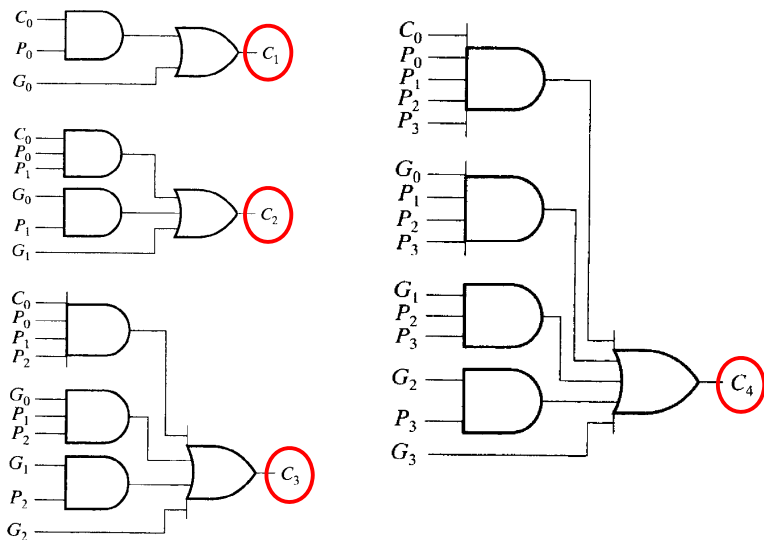 C₀
P₀
G₀
C₁
C₀
P₀
P₁
G₀
P₁
G₁
C₂
C₀
P₀
P₁
P₂
G₀
P₁
P₂
G₁
P₂
G₂
C₃
C₀
P₀
P₁
P₂
P₃
G₀
P₁
P₂
P₃
G₁
P₂
P₃
G₂
P₃
G₃
C₄